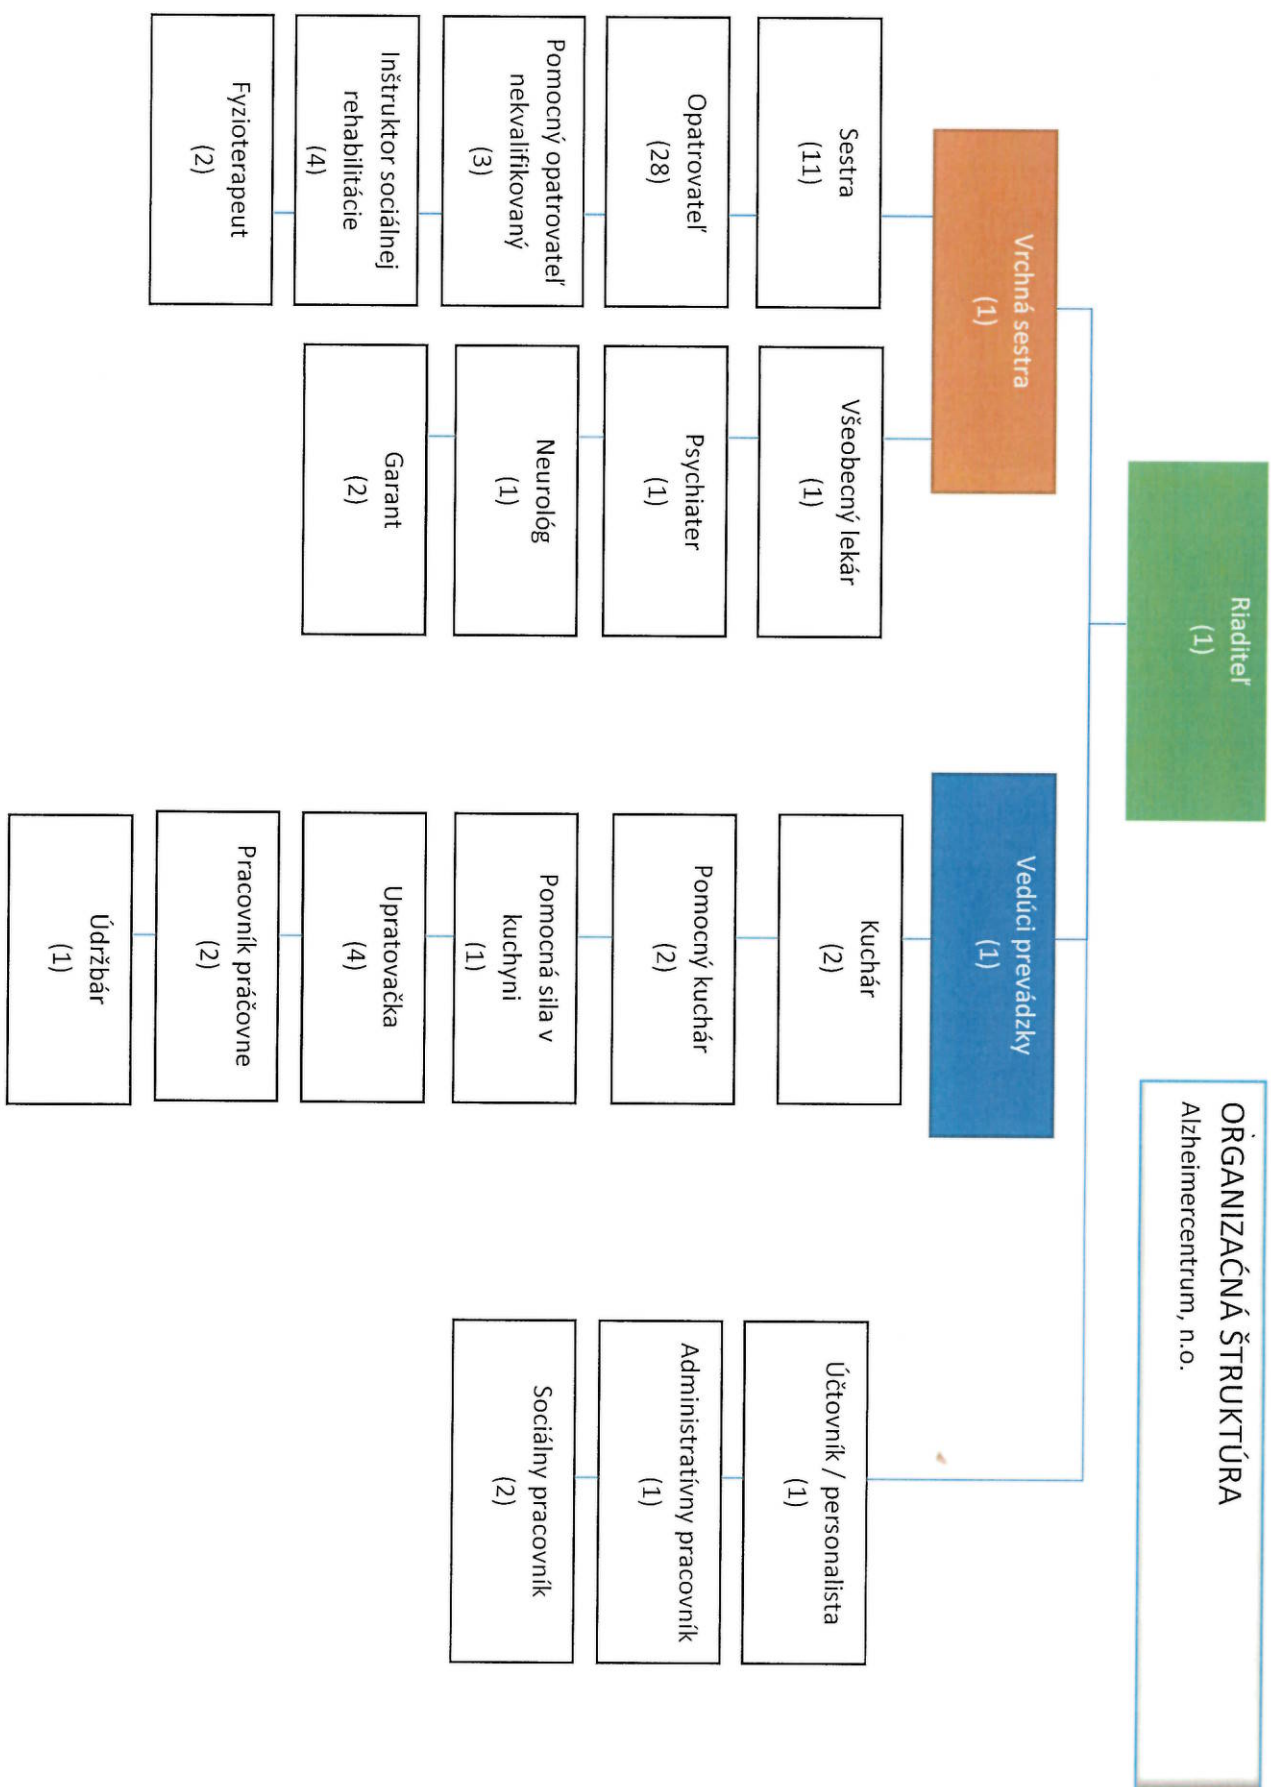 ORGANIZAĆNÁ ŠTRUKTÚRA
Alzheimercentrum, n.o.
Riaditeľ
(1)
Vrchná sestra
(1)
Sestra
(11)
Opatrovateľ
(28)
Pomocný opatrovateľ
nekvalifikovaný
(3)
Inštruktor sociálnej
rehabilitácie
(4)
Fyzioterapeut
(2)
Všeobecný lekár
(1)
Psychiater
(1)
Neurológ
(1)
Garant
(2)
Vedúci prevádzky
(1)
Kuchár
(2)
Pomocný kuchár
(2)
Pomocná sila v
kuchyni
(1)
Upratovačka
(4)
Pracovník práčovne
(2)
Údržbár
(1)
Účtovník / personalista
(1)
Administratívny pracovník
(1)
Sociálny pracovník
(2)